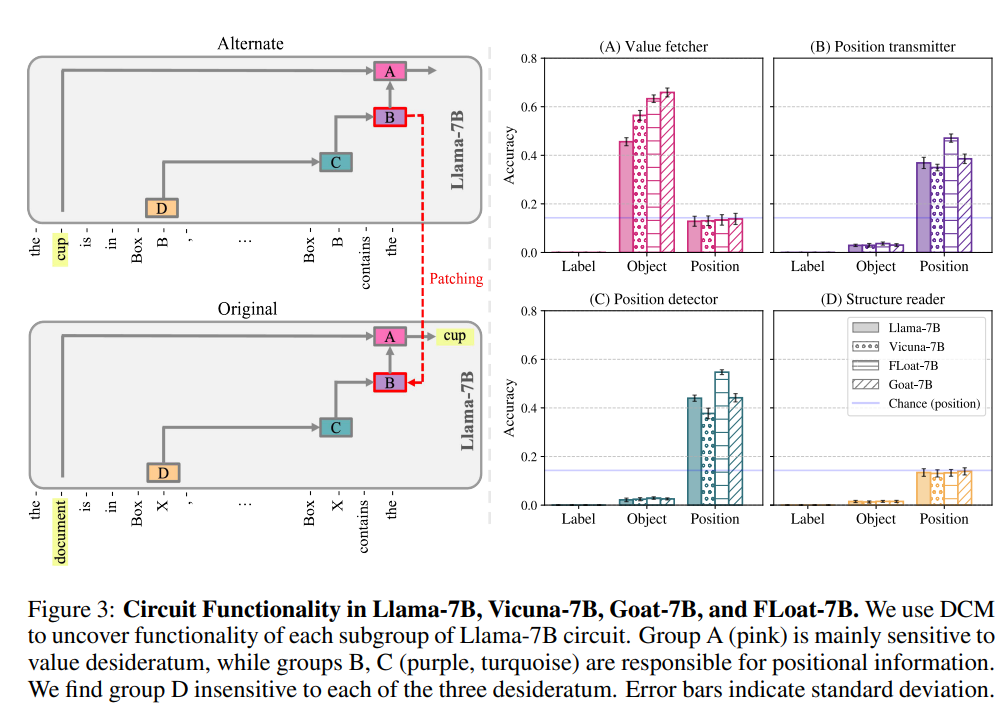 Alternate
A
B
C
D
Llama-7B
the
cup
is
in
Box
B
,
...
Box
B
contains
the
Patching
Original
A
cup
B
C
D
Llama-7B
the
document
is
in
Box
X
,
...
Box
X
contains
the
(A) Value fetcher
Accuracy
0.8
0.6
0.4
0.2
0.0
Label Object Position
(B) Position transmitter
Label Object Position
(C) Position detector
Accuracy
0.8
0.6
0.4
0.2
0.0
Label Object Position
(D) Structure reader
Llama-7B
Vicuna-7B
FLoat-7B
Goat-7B
Chance (position)
Label Object Position
Figure 3: Circuit Functionality in Llama-7B, Vicuna-7B, Goat-7B, and FLoat-7B. We use DCM
to uncover functionality of each subgroup of Llama-7B circuit. Group A (pink) is mainly sensitive to
value desideratum, while groups B, C (purple, turquoise) are responsible for positional information.
We find group D insensitive to each of the three desideratum. Error bars indicate standard deviation.